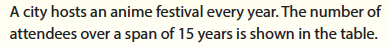 A city hosts an anime festival every year. The number of
attendees over a span of 15 years is shown in the table.